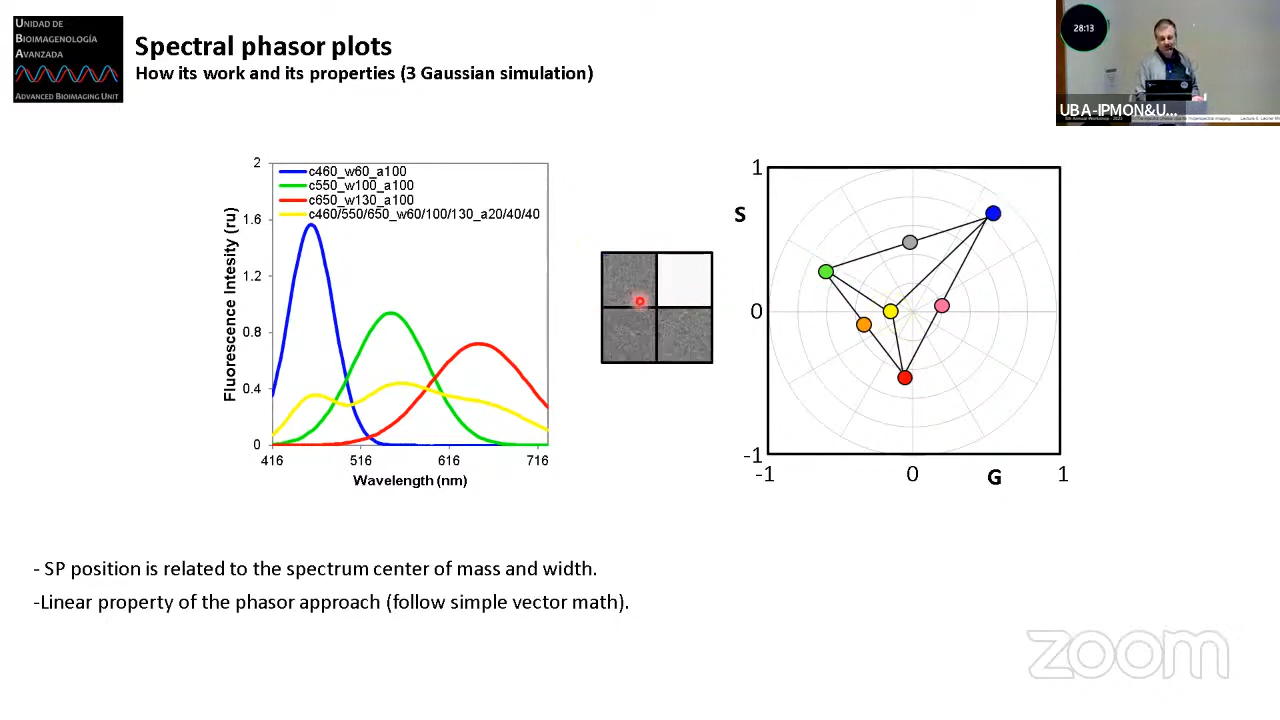 UNIDAD DE
BIOIMAGENOLOGÍA
AVANZADA
ADVANCED BIOIMAGING UNIT
Spectral phasor plots
How its work and its properties (3 Gaussian simulation)
28:13
UBA-IPMON&U...
Fluorescence Intesity (ru)
2
1.6
1.2
0.8
0.4
0
c460_w60_a100
c550_w100_a100
c650_w130_a100
c460/550/650_w60/100/130_a20/40/40
416
516
616
716
Wavelength (nm)
1
S
0
-1
-1
0
G
1
- SP position is related to the spectrum center of mass and width.
-Linear property of the phasor approach (follow simple vector math).
zoom